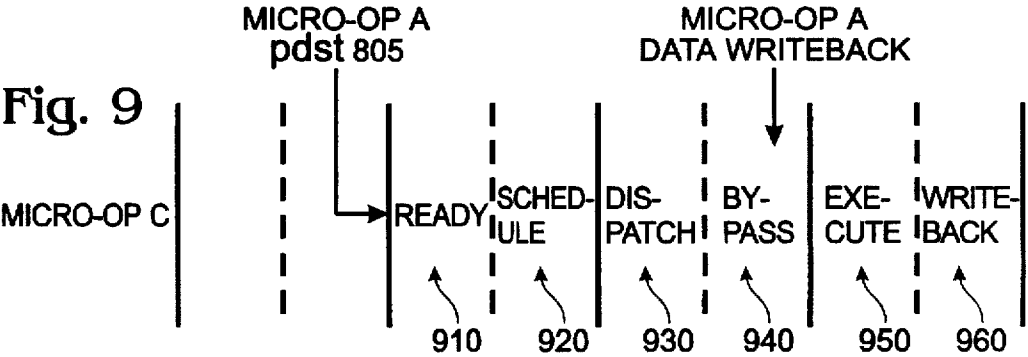 MICRO-OP A
pdst 805
MICRO-OP A
DATA WRITEBACK
Fig. 9
MICRO-OP C
READY
SCHED-
ULE
DIS-
PATCH
BY-
PASS
EXE-
CUTE
WRITE-
BACK
910
920
930
940
950
960